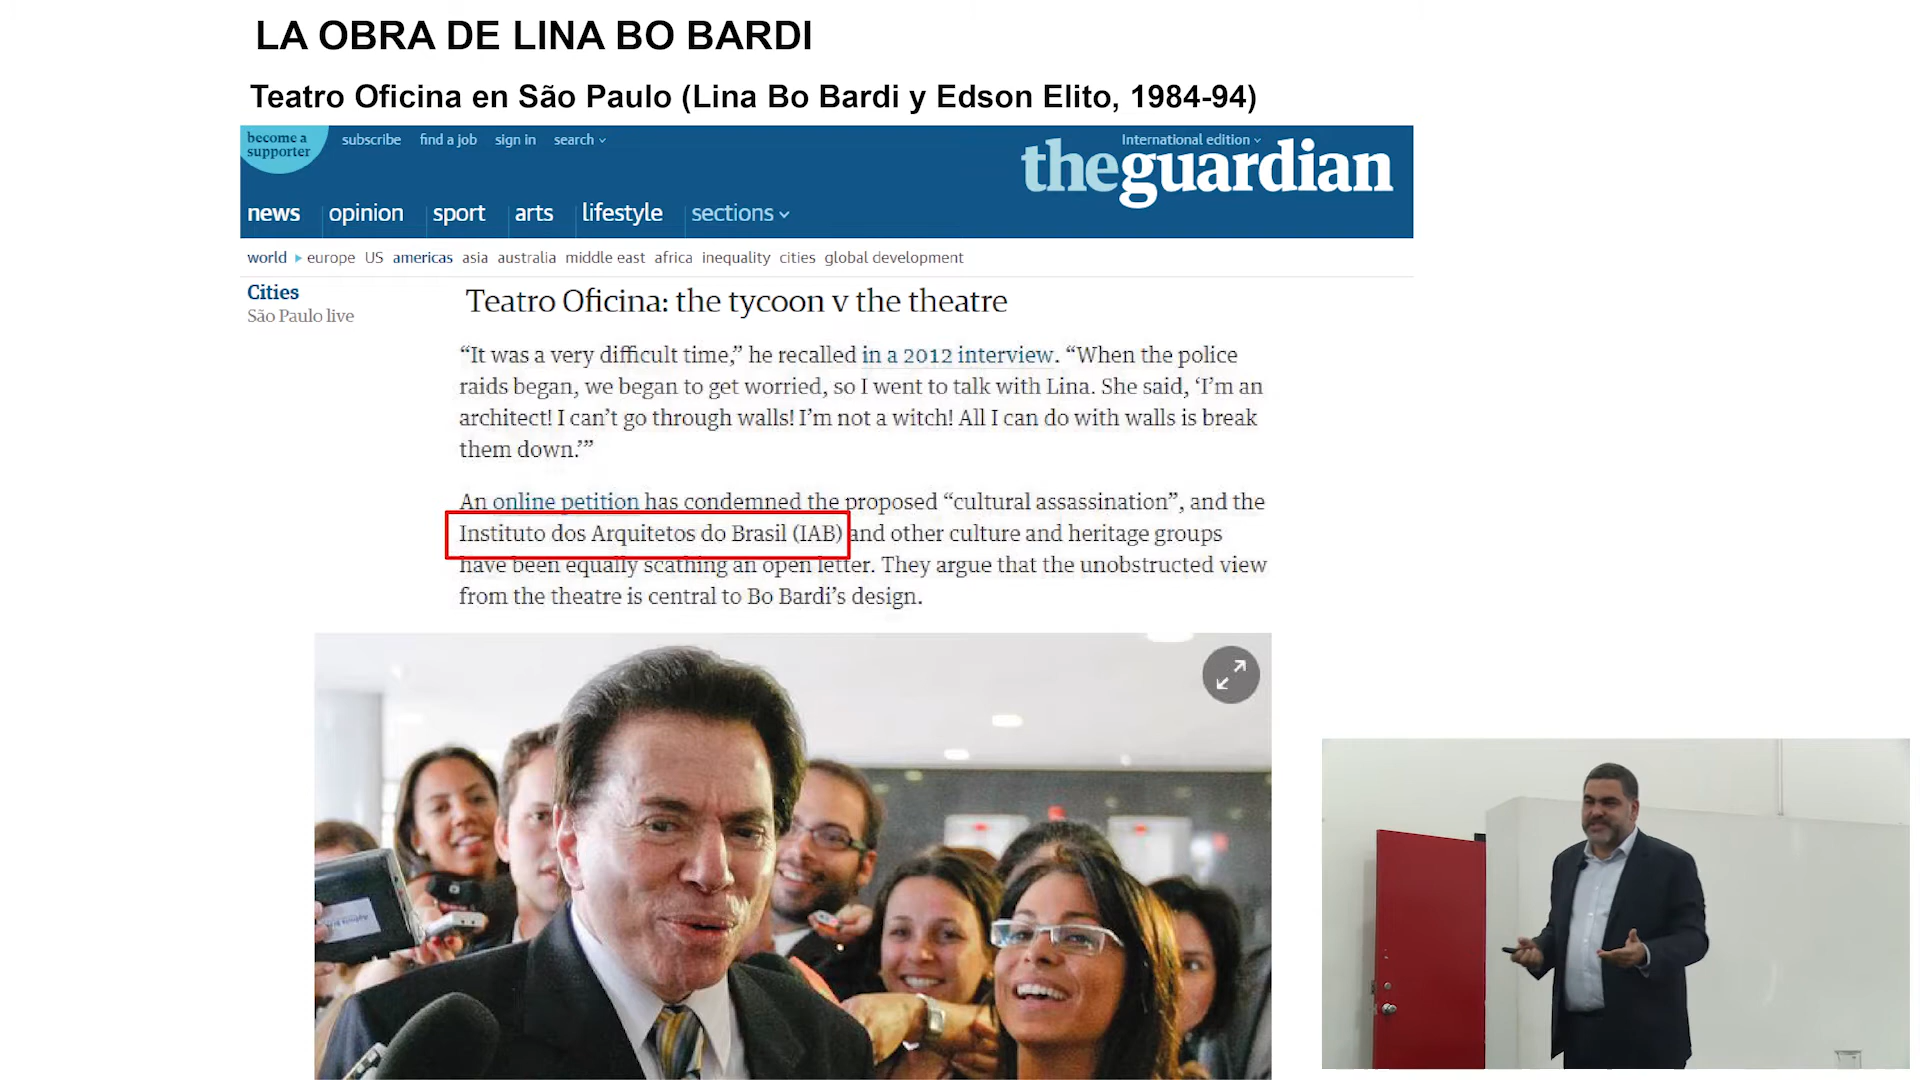 LA OBRA DE LINA BO BARDI
Teatro Oficina en São Paulo (Lina Bo Bardi y Edson Elito, 1984-94)
become a
supporter
subscribe find a job sign in search
International edition
theguardian
news opinion sport arts lifestyle sections
world europe US americas asia australia middle east africa inequality cities global development
Cities
São Paulo live
Teatro Oficina: the tycoon v the theatre
“It was a very difficult time,” he recalled in a 2012 interview. “When the police
raids began, we began to get worried, so I went to talk with Lina. She said, ‘I’m an
architect! I can’t go through walls! I’m not a witch! All I can do with walls is break
them down.’”
An online petition has condemned the proposed “cultural assassination”, and the
Instituto dos Arquitetos do Brasil (IAB) and other culture and heritage groups
have been equally scathing an open letter. They argue that the unobstructed view
from the theatre is central to Bo Bardi’s design.